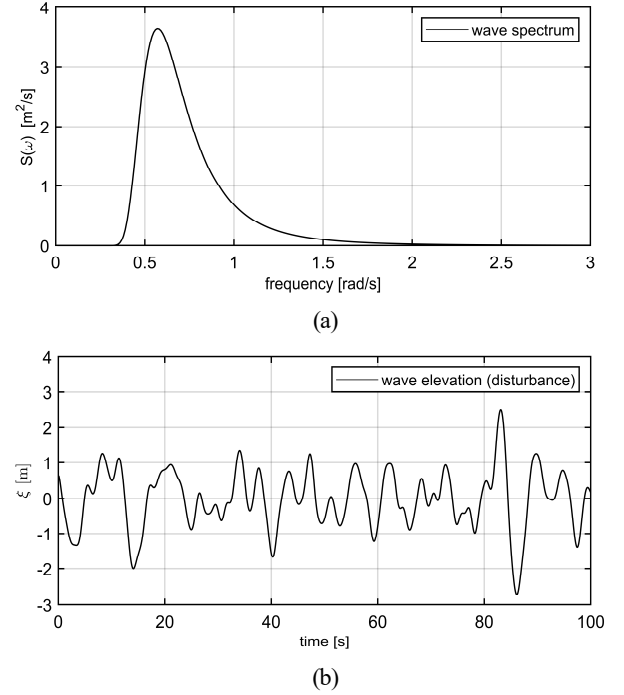 4
wave spectrum
3
S(ω) [m²/s]
2
1
0
0 0.5 1 1.5 2 2.5 3
frequency [rad/s]
(a)
4
wave elevation (disturbance)
3
2
1
ξ [m]
0
-1
-2
-3
0 20 40 60 80 100
time [s]
(b)